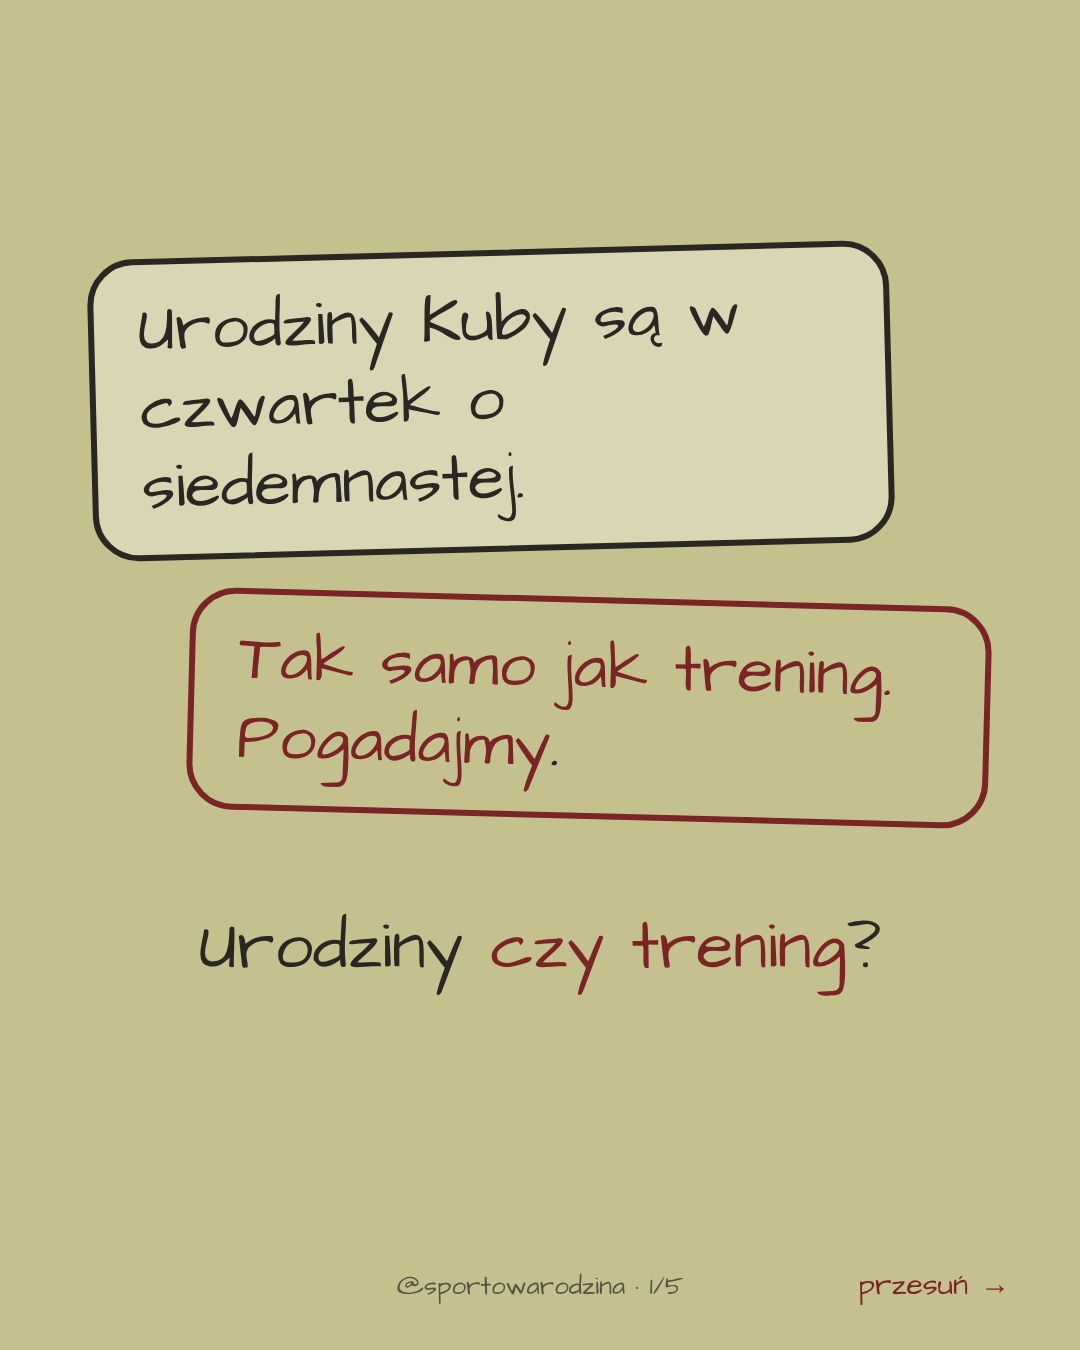 Urodziny Kuby są w
czwartek o
siedemnastej.
Tak samo jak trening.
Pogadajmy.
Urodziny czy trening?
@sportowarodzina · 1/5
przesuń →